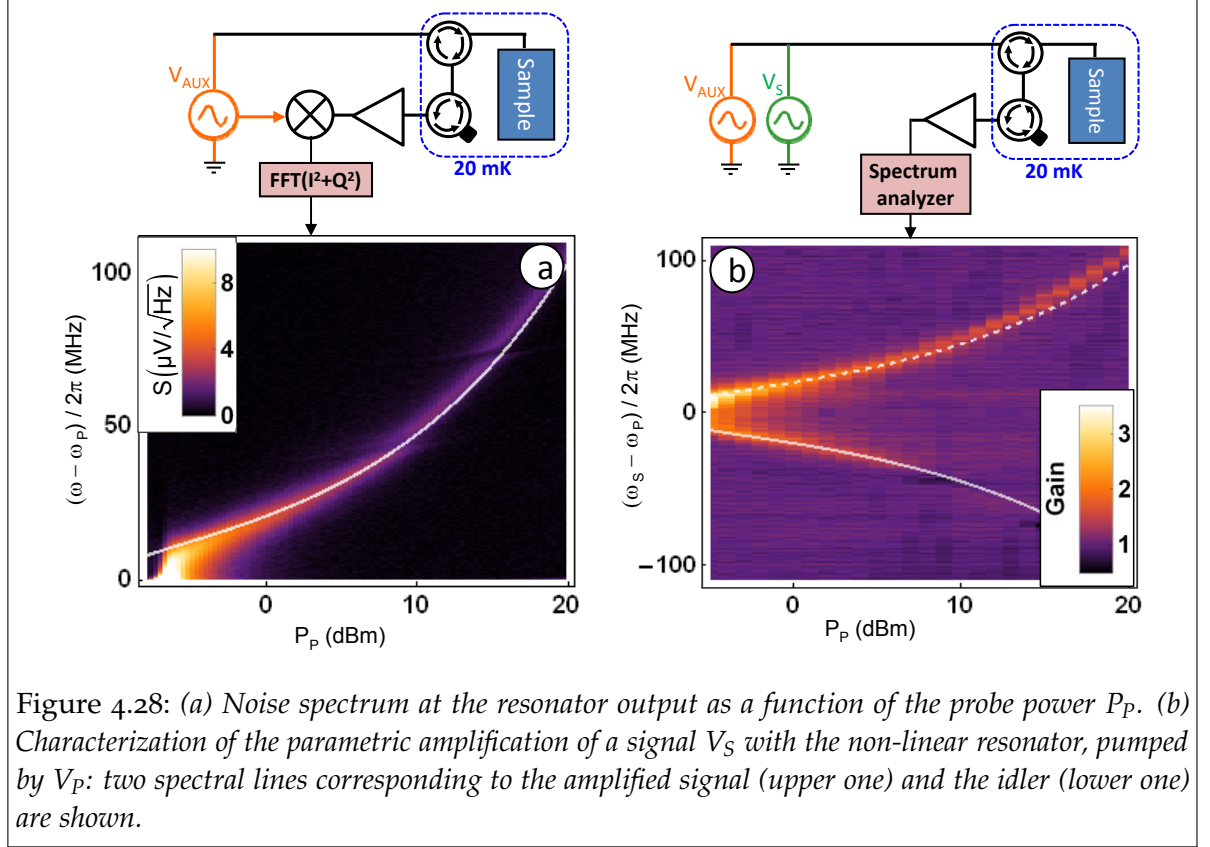 V_AUX
Sample
20 mK
FFT(I²+Q²)
V_AUX
V_S
Sample
20 mK
Spectrum
analyzer
a
S(µV/√Hz)
8
4
0
100
50
0
(ω − ω_P) / 2π (MHz)
0 10 20
P_P (dBm)
b
100
0
−100
(ω_S − ω_P) / 2π (MHz)
Gain
3
2
1
0 10 20
P_P (dBm)
Figure 4.28: (a) Noise spectrum at the resonator output as a function of the probe power P_P. (b)
Characterization of the parametric amplification of a signal V_S with the non-linear resonator, pumped
by V_P: two spectral lines corresponding to the amplified signal (upper one) and the idler (lower one)
are shown.